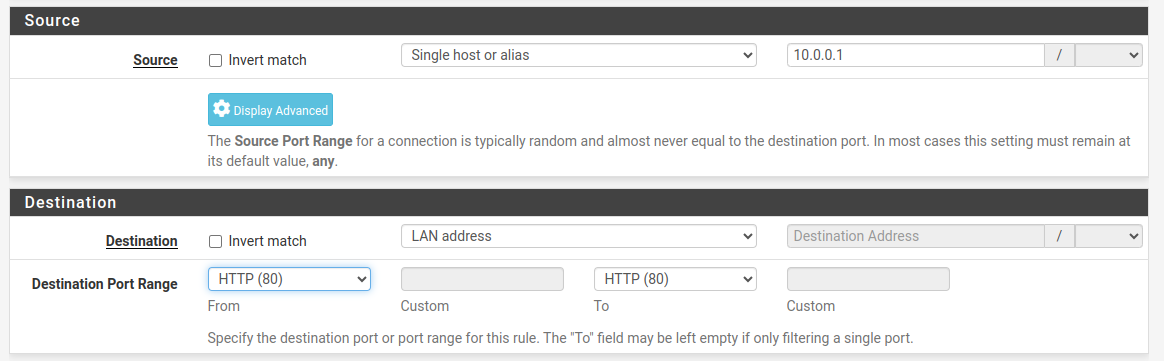 Source
Source Invert match Single host or alias 10.0.0.1 /
Display Advanced
The Source Port Range for a connection is typically random and almost never equal to the destination port. In most cases this setting must remain at
its default value, any.
Destination
Destination Invert match LAN address Destination Address /
Destination Port Range HTTP (80) HTTP (80)
From Custom To Custom
Specify the destination port or port range for this rule. The "To" field may be left empty if only filtering a single port.